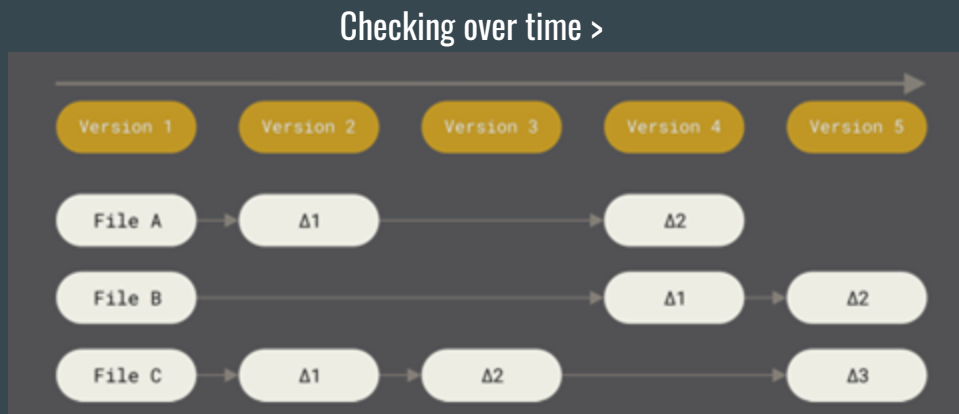 Checking over time >
Version 1 Version 2 Version 3 Version 4 Version 5
File A Δ1 Δ2
File B Δ1 Δ2
File C Δ1 Δ2 Δ3